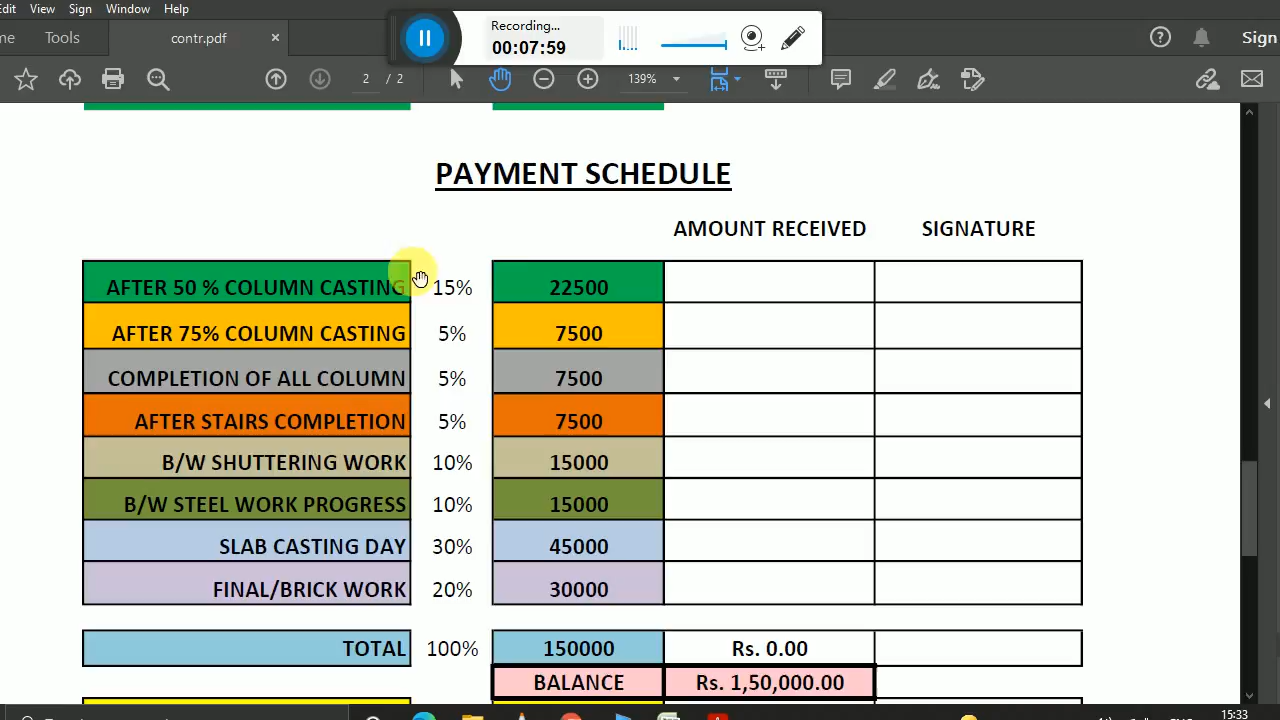 Edit View Sign Window Help
Recording...
00:07:59
me Tools contr.pdf × Sign
2 / 2 139%
PAYMENT SCHEDULE
AMOUNT RECEIVED SIGNATURE
AFTER 50 % COLUMN CASTING 15% 22500
AFTER 75% COLUMN CASTING 5% 7500
COMPLETION OF ALL COLUMN 5% 7500
AFTER STAIRS COMPLETION 5% 7500
B/W SHUTTERING WORK 10% 15000
B/W STEEL WORK PROGRESS 10% 15000
SLAB CASTING DAY 30% 45000
FINAL/BRICK WORK 20% 30000
TOTAL 100% 150000 Rs. 0.00
BALANCE Rs. 1,50,000.00
15:33